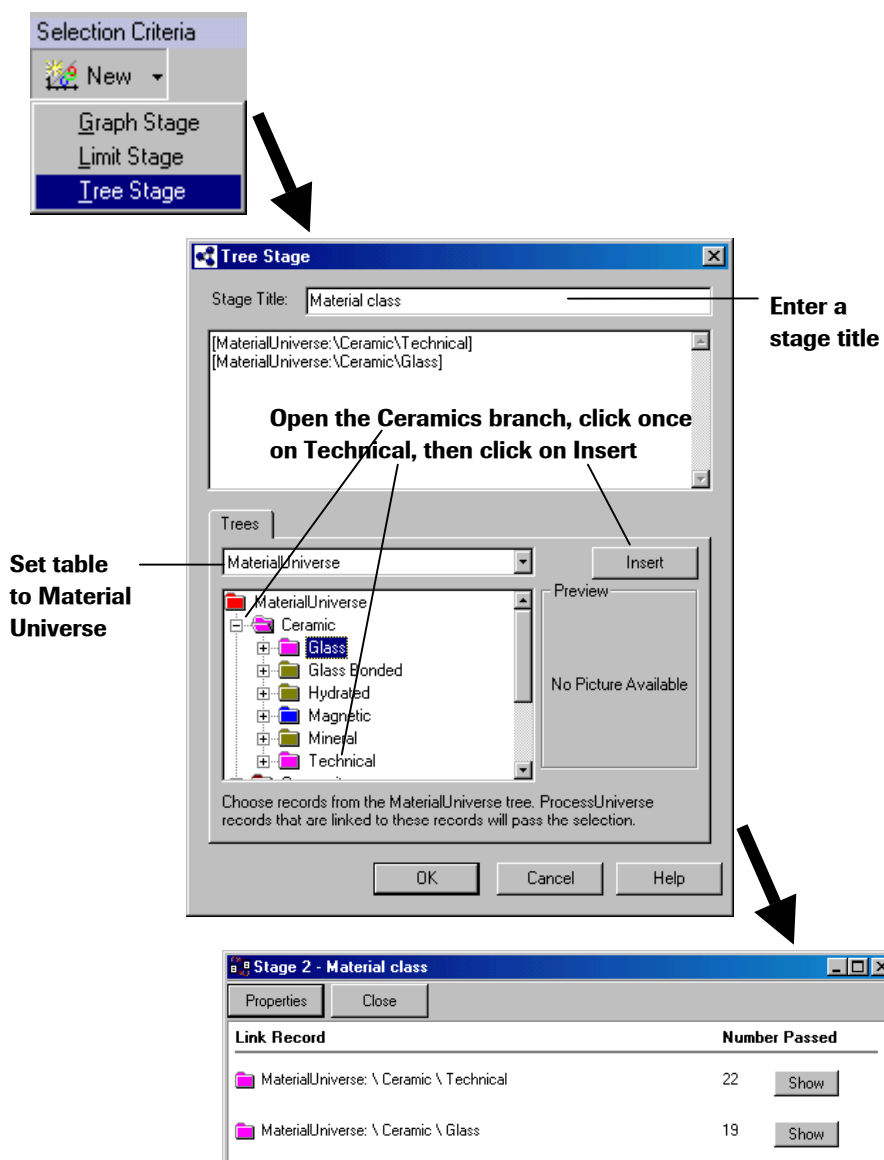 Selection Criteria
New
Graph Stage
Limit Stage
Tree Stage
Tree Stage
Stage Title:
Material class
Enter a
stage title
[MaterialUniverse:\Ceramic\Technical]
[MaterialUniverse:\Ceramic\Glass]
Open the Ceramics branch, click once
on Technical, then click on Insert
Trees
Set table
to Material
Universe
MaterialUniverse
Insert
MaterialUniverse
Ceramic
Glass
Glass Bonded
Hydrated
Magnetic
Mineral
Technical
Preview
No Picture Available
Choose records from the MaterialUniverse tree. ProcessUniverse
records that are linked to these records will pass the selection.
OK
Cancel
Help
Stage 2 - Material class
Properties
Close
Link Record
Number Passed
MaterialUniverse: \ Ceramic \ Technical
22
Show
MaterialUniverse: \ Ceramic \ Glass
19
Show